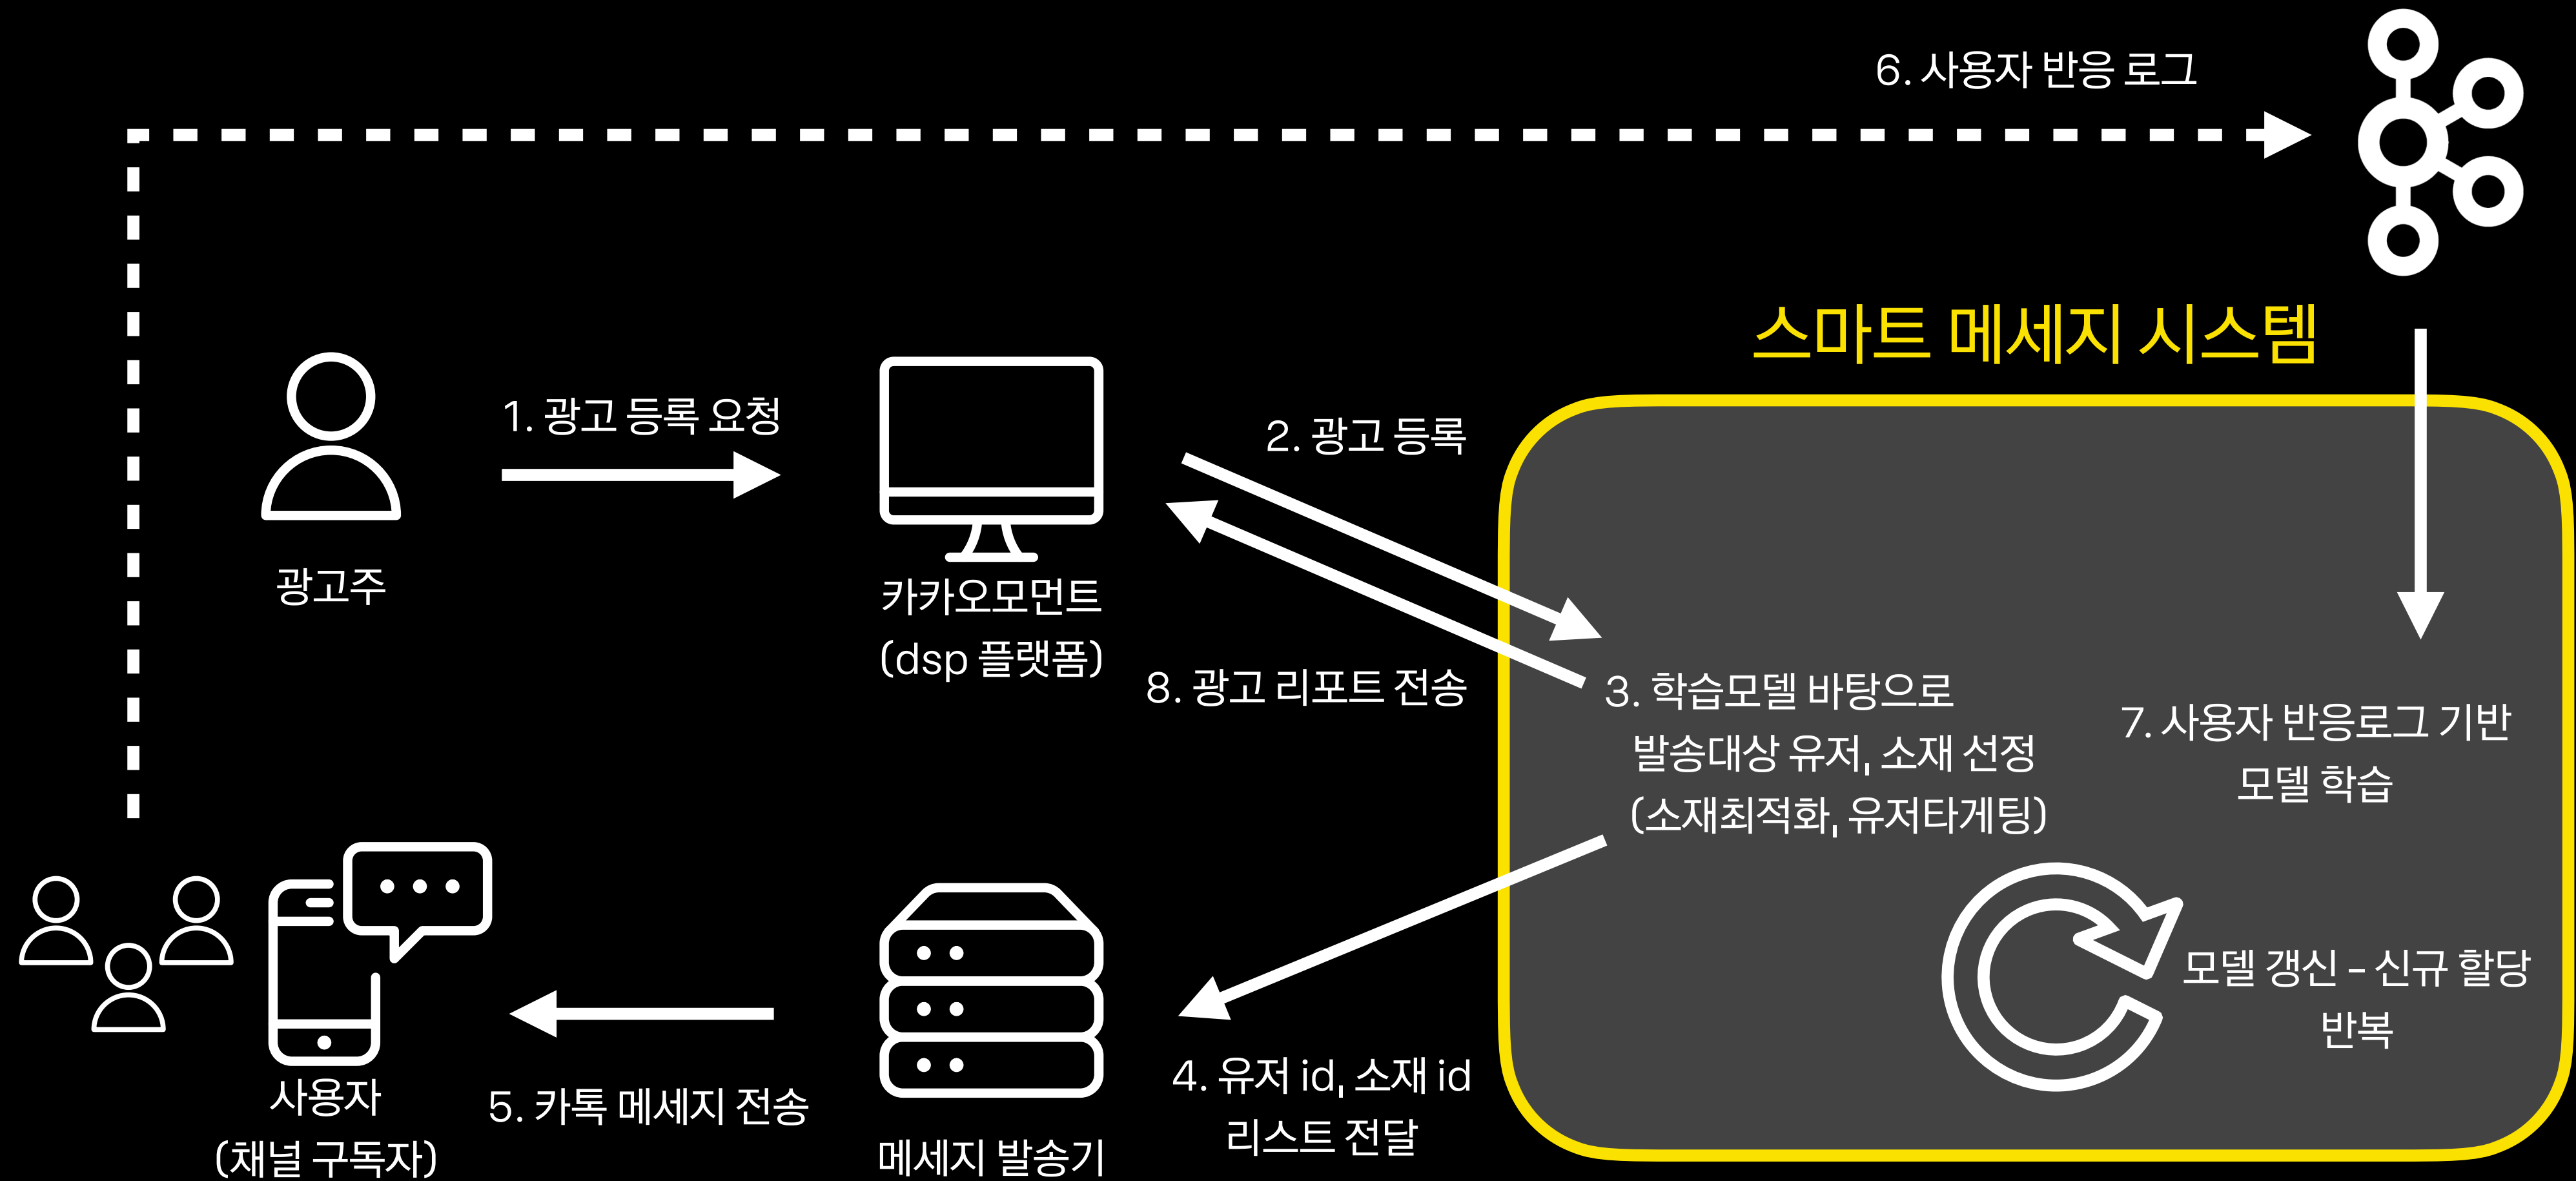 6. 사용자 반응 로그
스마트 메세지 시스템
1. 광고 등록 요청
2. 광고 등록
광고주
카카오모먼트
(dsp 플랫폼)
8. 광고 리포트 전송
3. 학습모델 바탕으로
발송대상 유저, 소재 선정
(소재최적화, 유저타게팅)
7. 사용자 반응로그 기반
모델 학습
모델 갱신 – 신규 할당
반복
4. 유저 id, 소재 id
리스트 전달
5. 카톡 메세지 전송
사용자
(채널 구독자)
메세지 발송기